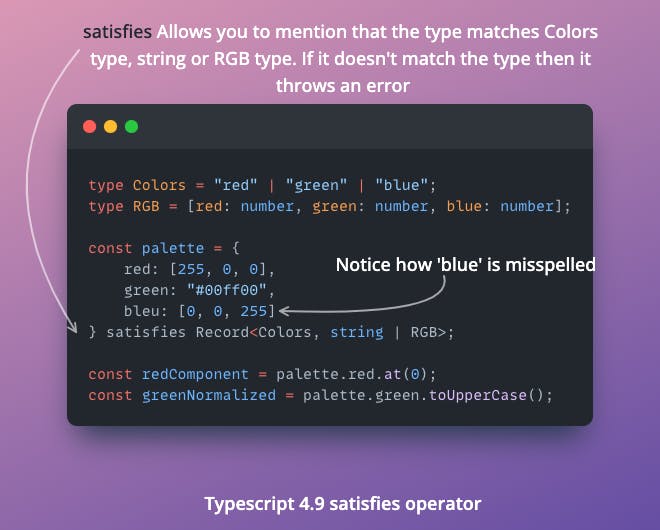 satisfies Allows you to mention that the type matches Colors
type, string or RGB type. If it doesn't match the type then it
throws an error
type Colors = "red" | "green" | "blue";
type RGB = [red: number, green: number, blue: number];
const palette = {
red: [255, 0, 0],
Notice how 'blue' is misspelled
green: "#00ff00",
bleu: [0, 0, 255]
} satisfies Record<Colors, string | RGB>;
const redComponent = palette.red.at(0);
const greenNormalized = palette.green.toUpperCase();
Typescript 4.9 satisfies operator